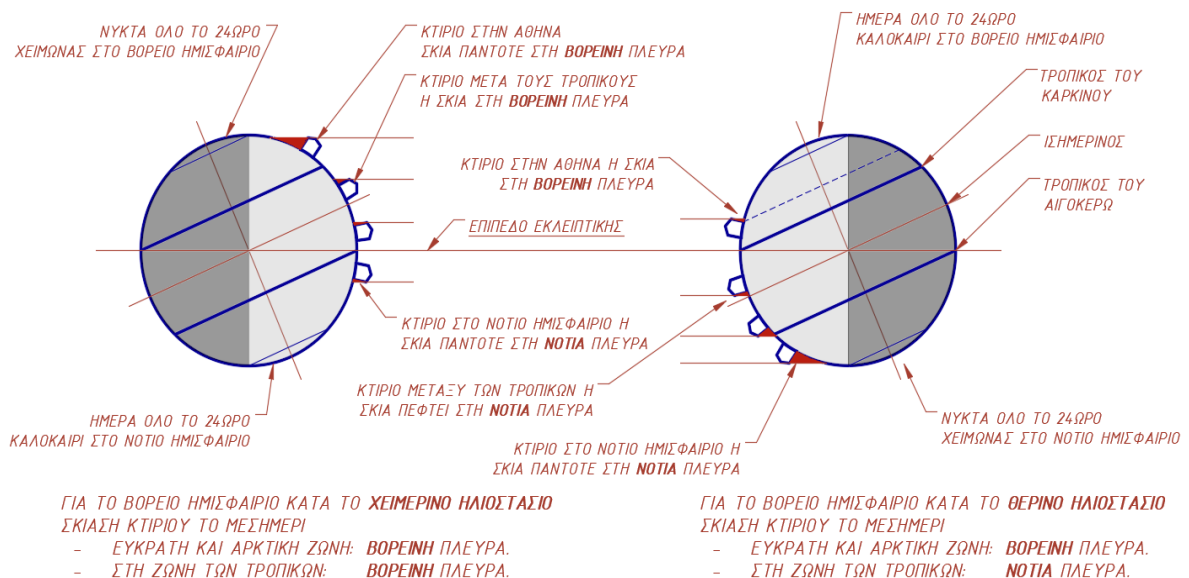 ΝΥΚΤΑ ΟΛΟ ΤΟ 24ΩΡΟ
ΧΕΙΜΩΝΑΣ ΣΤΟ ΒΟΡΕΙΟ ΗΜΙΣΦΑΙΡΙΟ
ΚΤΙΡΙΟ ΣΤΗΝ ΑΘΗΝΑ
ΣΚΙΑ ΠΑΝΤΟΤΕ ΣΤΗ ΒΟΡΕΙΝΗ ΠΛΕΥΡΑ
ΚΤΙΡΙΟ ΜΕΤΑ ΤΟΥΣ ΤΡΟΠΙΚΟΥΣ
Η ΣΚΙΑ ΣΤΗ ΒΟΡΕΙΝΗ ΠΛΕΥΡΑ
ΗΜΕΡΑ ΟΛΟ ΤΟ 24ΩΡΟ
ΚΑΛΟΚΑΙΡΙ ΣΤΟ ΒΟΡΕΙΟ ΗΜΙΣΦΑΙΡΙΟ
ΤΡΟΠΙΚΟΣ ΤΟΥ
ΚΑΡΚΙΝΟΥ
ΙΣΗΜΕΡΙΝΟΣ
ΚΤΙΡΙΟ ΣΤΗΝ ΑΘΗΝΑ Η ΣΚΙΑ
ΣΤΗ ΒΟΡΕΙΝΗ ΠΛΕΥΡΑ
ΤΡΟΠΙΚΟΣ ΤΟΥ
ΑΙΓΟΚΕΡΩ
ΕΠΙΠΕΔΟ ΕΚΛΕΙΠΤΙΚΗΣ
ΚΤΙΡΙΟ ΣΤΟ ΝΟΤΙΟ ΗΜΙΣΦΑΙΡΙΟ Η
ΣΚΙΑ ΠΑΝΤΟΤΕ ΣΤΗ ΝΟΤΙΑ ΠΛΕΥΡΑ
ΚΤΙΡΙΟ ΜΕΤΑΞΥ ΤΩΝ ΤΡΟΠΙΚΩΝ Η
ΣΚΙΑ ΠΕΦΤΕΙ ΣΤΗ ΝΟΤΙΑ ΠΛΕΥΡΑ
ΗΜΕΡΑ ΟΛΟ ΤΟ 24ΩΡΟ
ΚΑΛΟΚΑΙΡΙ ΣΤΟ ΝΟΤΙΟ ΗΜΙΣΦΑΙΡΙΟ
ΚΤΙΡΙΟ ΣΤΟ ΝΟΤΙΟ ΗΜΙΣΦΑΙΡΙΟ Η
ΣΚΙΑ ΠΑΝΤΟΤΕ ΣΤΗ ΝΟΤΙΑ ΠΛΕΥΡΑ
ΝΥΚΤΑ ΟΛΟ ΤΟ 24ΩΡΟ
ΧΕΙΜΩΝΑΣ ΣΤΟ ΝΟΤΙΟ ΗΜΙΣΦΑΙΡΙΟ
ΓΙΑ ΤΟ ΒΟΡΕΙΟ ΗΜΙΣΦΑΙΡΙΟ ΚΑΤΑ ΤΟ ΧΕΙΜΕΡΙΝΟ ΗΛΙΟΣΤΑΣΙΟ
ΣΚΙΑΣΗ ΚΤΙΡΙΟΥ ΤΟ ΜΕΣΗΜΕΡΙ
- ΕΥΚΡΑΤΗ ΚΑΙ ΑΡΚΤΙΚΗ ΖΩΝΗ: ΒΟΡΕΙΝΗ ΠΛΕΥΡΑ.
- ΣΤΗ ΖΩΝΗ ΤΩΝ ΤΡΟΠΙΚΩΝ: ΒΟΡΕΙΝΗ ΠΛΕΥΡΑ.
ΓΙΑ ΤΟ ΒΟΡΕΙΟ ΗΜΙΣΦΑΙΡΙΟ ΚΑΤΑ ΤΟ ΘΕΡΙΝΟ ΗΛΙΟΣΤΑΣΙΟ
ΣΚΙΑΣΗ ΚΤΙΡΙΟΥ ΤΟ ΜΕΣΗΜΕΡΙ
- ΕΥΚΡΑΤΗ ΚΑΙ ΑΡΚΤΙΚΗ ΖΩΝΗ: ΒΟΡΕΙΝΗ ΠΛΕΥΡΑ.
- ΣΤΗ ΖΩΝΗ ΤΩΝ ΤΡΟΠΙΚΩΝ: ΝΟΤΙΑ ΠΛΕΥΡΑ.